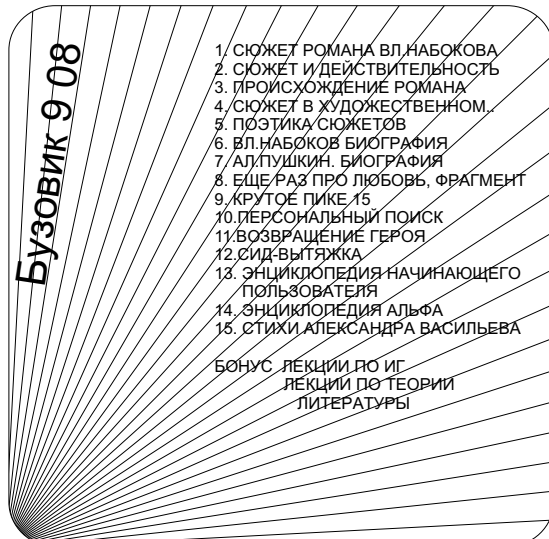 Бузовик 9 08
1. СЮЖЕТ РОМАНА ВЛ.НАБОКОВА
2. СЮЖЕТ И ДЕЙСТВИТЕЛЬНОСТЬ
3. ПРОИСХОЖДЕНИЕ РОМАНА
4. СЮЖЕТ В ХУДОЖЕСТВЕННОМ..
5. ПОЭТИКА СЮЖЕТОВ
6. ВЛ.НАБОКОВ БИОГРАФИЯ
7. АЛ.ПУШКИН. БИОГРАФИЯ
8. ЕЩЕ РАЗ ПРО ЛЮБОВЬ, ФРАГМЕНТ
9. КРУТОЕ ПИКЕ 15
10.ПЕРСОНАЛЬНЫЙ ПОИСК
11.ВОЗВРАЩЕНИЕ ГЕРОЯ
12.СИД-ВЫТЯЖКА
13. ЭНЦИКЛОПЕДИЯ НАЧИНАЮЩЕГО
ПОЛЬЗОВАТЕЛЯ
14. ЭНЦИКЛОПЕДИЯ АЛЬФА
15. СТИХИ АЛЕКСАНДРА ВАСИЛЬЕВА
БОНУС ЛЕКЦИИ ПО ИГ
ЛЕКЦИИ ПО ТЕОРИИ
ЛИТЕРАТУРЫ